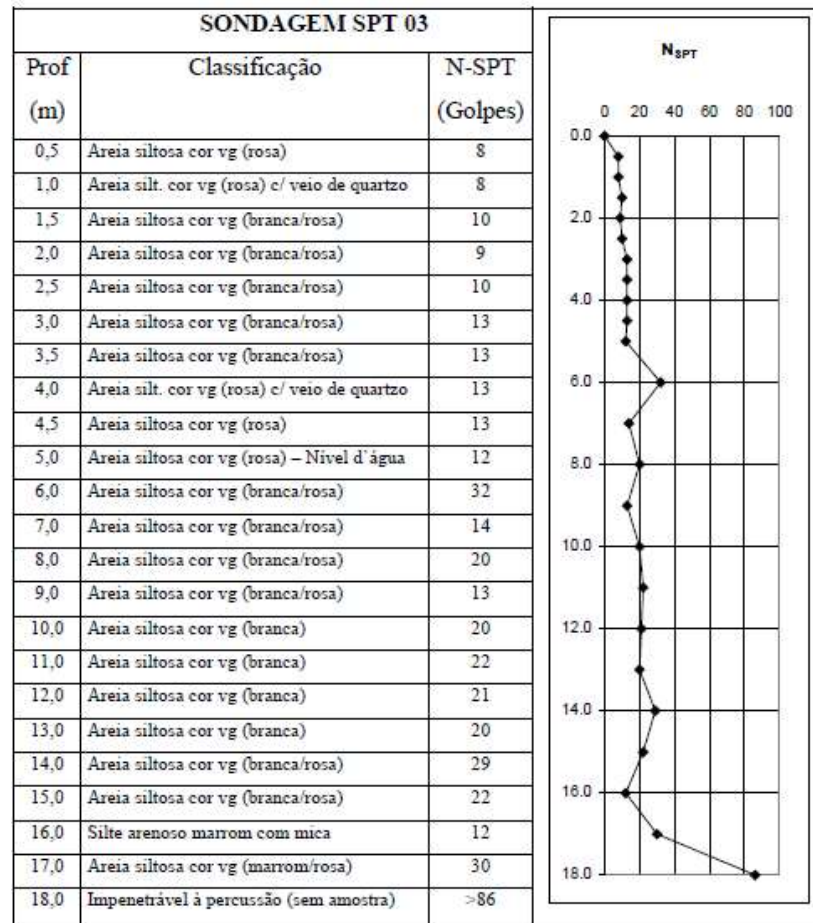 SONDAGEM SPT 03
Prof (m) Classificação N-SPT (Golpes)
0,5 Areia siltosa cor vg (rosa) 8
1,0 Areia silt. cor vg (rosa) c/ veio de quartzo 8
1,5 Areia siltosa cor vg (branca/rosa) 10
2,0 Areia siltosa cor vg (branca/rosa) 9
2,5 Areia siltosa cor vg (branca/rosa) 10
3,0 Areia siltosa cor vg (branca/rosa) 13
3,5 Areia siltosa cor vg (branca/rosa) 13
4,0 Areia silt. cor vg (rosa) c/ veio de quartzo 13
4,5 Areia siltosa cor vg (rosa) 13
5,0 Areia siltosa cor vg (rosa) – Nível d`água 12
6,0 Areia siltosa cor vg (branca/rosa) 32
7,0 Areia siltosa cor vg (branca/rosa) 14
8,0 Areia siltosa cor vg (branca/rosa) 20
9,0 Areia siltosa cor vg (branca/rosa) 13
10,0 Areia siltosa cor vg (branca) 20
11,0 Areia siltosa cor vg (branca) 22
12,0 Areia siltosa cor vg (branca) 21
13,0 Areia siltosa cor vg (branca) 20
14,0 Areia siltosa cor vg (branca/rosa) 29
15,0 Areia siltosa cor vg (branca/rosa) 22
16,0 Silte arenoso marrom com mica 12
17,0 Areia siltosa cor vg (marrom/rosa) 30
18,0 Impenetrável à percussão (sem amostra) >86
NSPT
0 20 40 60 80 100
0.0
2.0
4.0
6.0
8.0
10.0
12.0
14.0
16.0
18.0